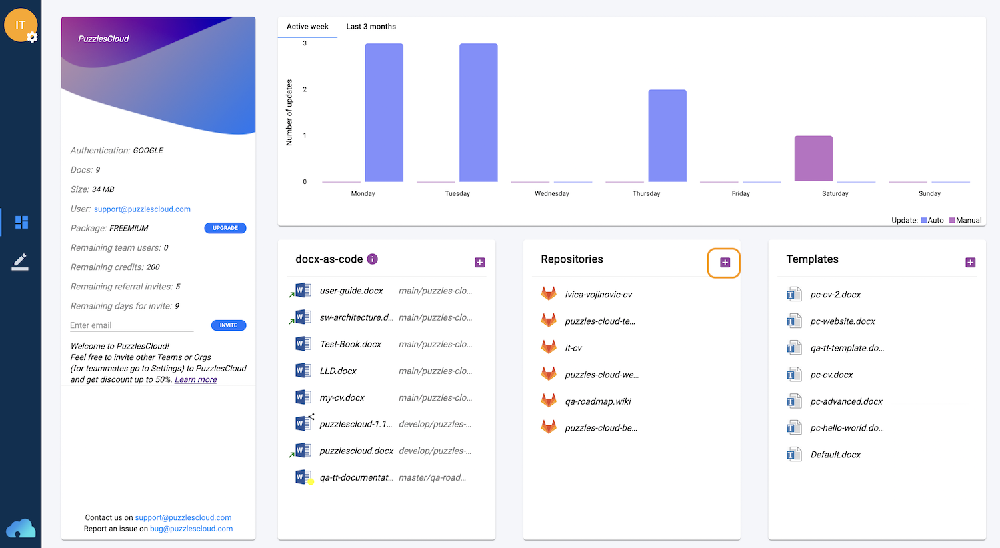 IT
PuzzlesCloud
Authentication: GOOGLE
Docs: 9
Size: 34 MB
User: support@puzzlescloud.com
Package: FREEMIUM
UPGRADE
Remaining team users: 0
Remaining credits: 200
Remaining referral invites: 5
Remaining days for invite: 9
Enter email
INVITE
Welcome to PuzzlesCloud!
Feel free to invite other Teams or Orgs
(for teammates go to Settings) to PuzzlesCloud
and get discount up to 50%. Learn more
Contact us on support@puzzlescloud.com
Report an issue on bug@puzzlescloud.com
Active week
Last 3 months
Number of updates
3
2
1
0
Monday
Tuesday
Wednesday
Thursday
Friday
Saturday
Sunday
Update: Auto Manual
docx-as-code i
W user-guide.docx main/puzzles-clo...
W sw-architecture.d... main/puzzles-clo...
W Test-Book.docx main/puzzles-clo...
W LLD.docx main/puzzles-clo...
W my-cv.docx main/puzzles-clo...
W puzzlescloud-1.1... develop/puzzles-...
W puzzlescloud.docx develop/puzzles-...
W qa-tt-documentat... master/qa-road...
Repositories
ivica-vojinovic-cv
puzzles-cloud-te...
it-cv
puzzles-cloud-we...
qa-roadmap.wiki
puzzles-cloud-be...
Templates
T pc-cv-2.docx
T pc-website.docx
T qa-tt-template.do...
T pc-cv.docx
T pc-advanced.docx
T pc-hello-world.do...
T Default.docx